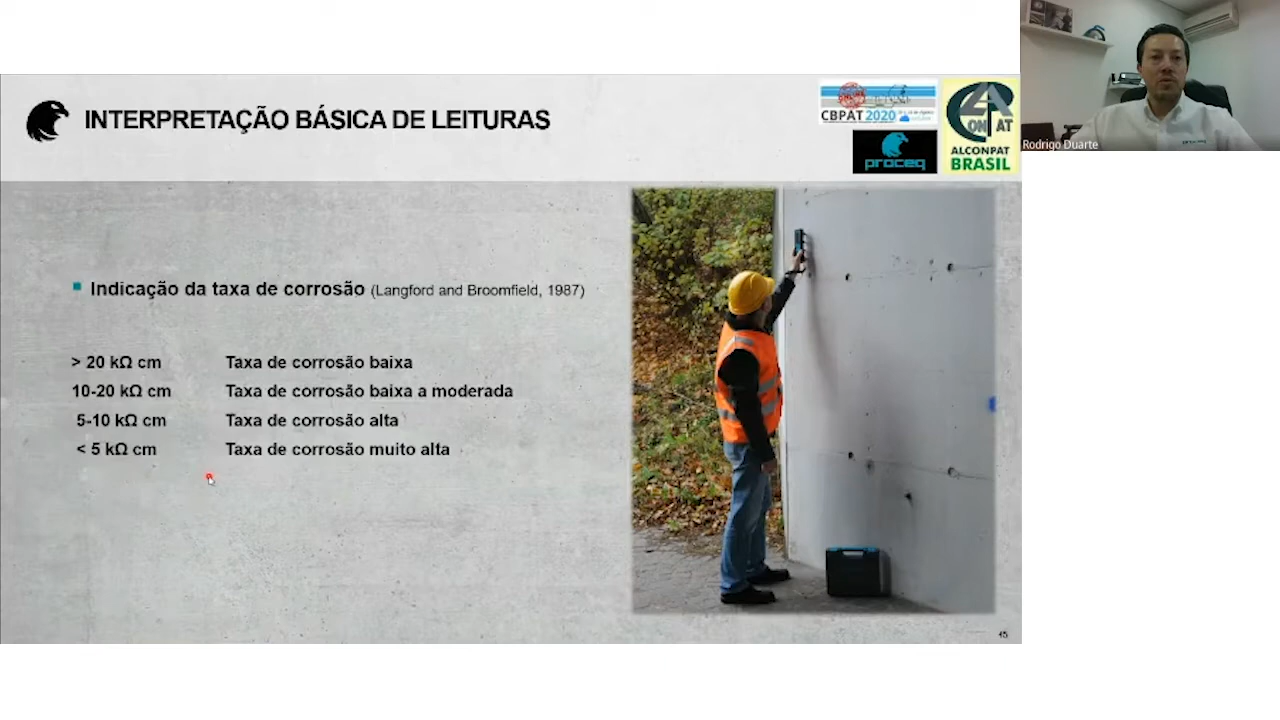 INTERPRETAÇÃO BÁSICA DE LEITURAS
CBPAT 2020
proceq
ALCONPAT
BRASIL
Rodrigo Duarte
Indicação da taxa de corrosão (Langford and Broomfield, 1987)
> 20 kΩ cm Taxa de corrosão baixa
10-20 kΩ cm Taxa de corrosão baixa a moderada
5-10 kΩ cm Taxa de corrosão alta
< 5 kΩ cm Taxa de corrosão muito alta
45